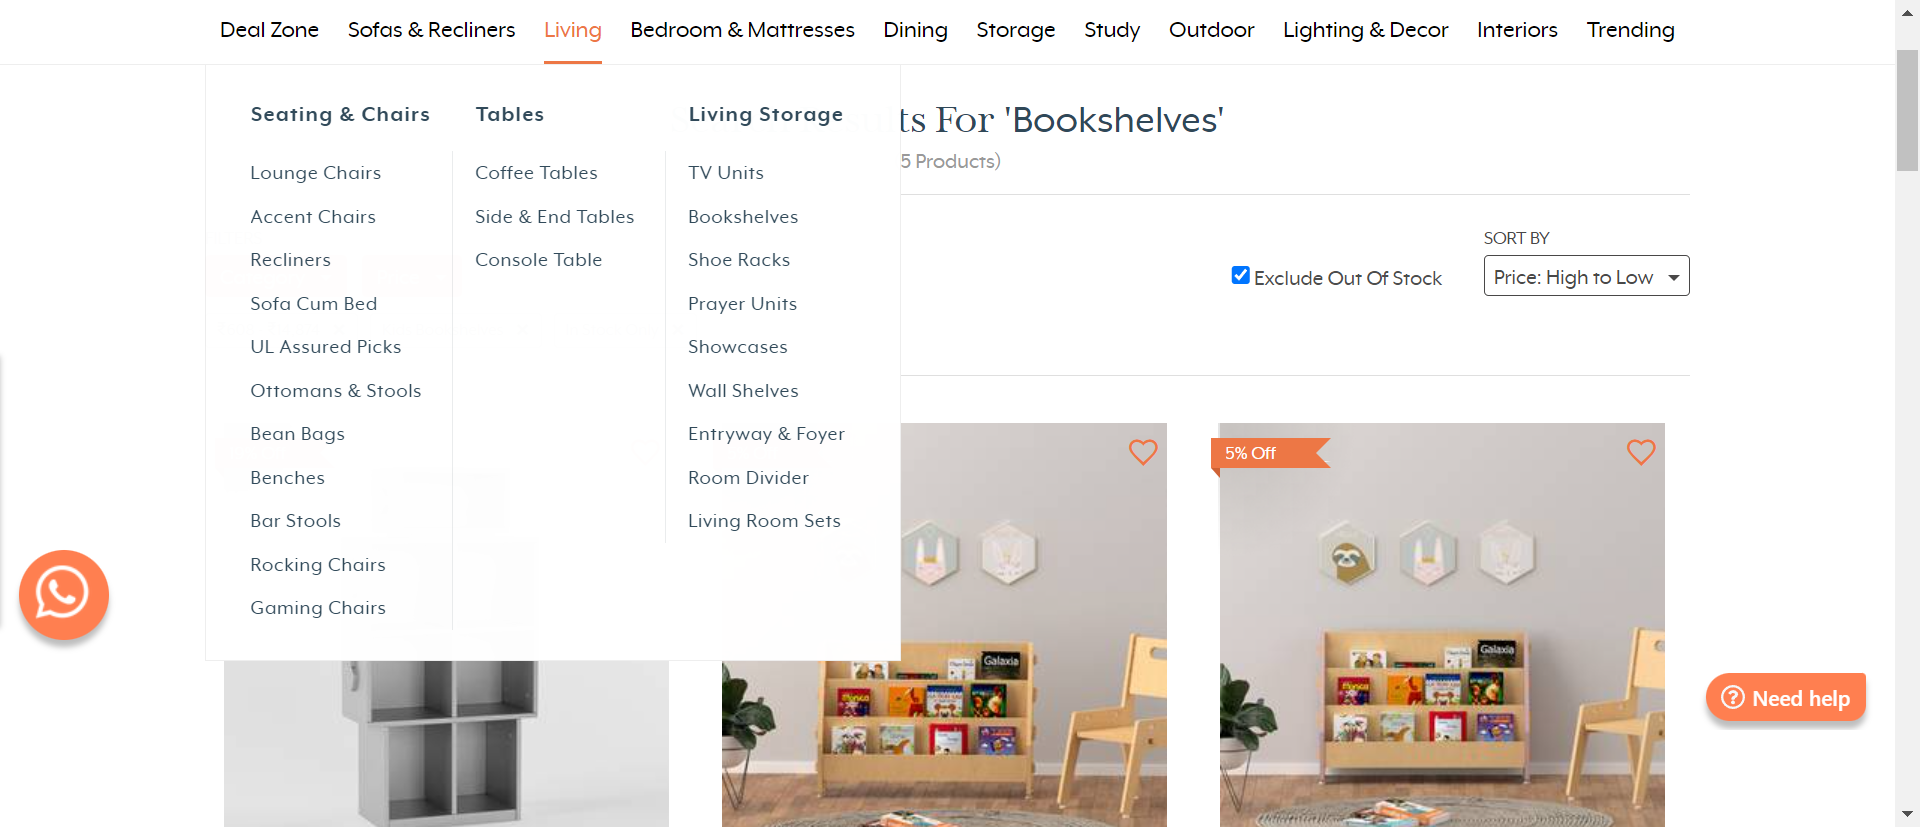 Deal Zone Sofas & Recliners Living Bedroom & Mattresses Dining Storage Study Outdoor Lighting & Decor Interiors Trending
Seating & Chairs
Lounge Chairs
Accent Chairs
Recliners
Sofa Cum Bed
UL Assured Picks
Ottomans & Stools
Bean Bags
Benches
Bar Stools
Rocking Chairs
Gaming Chairs
Tables
Coffee Tables
Side & End Tables
Console Table
Living Storage
TV Units
Bookshelves
Shoe Racks
Prayer Units
Showcases
Wall Shelves
Entryway & Foyer
Room Divider
Living Room Sets
ts For 'Bookshelves'
5 Products)
SORT BY
Exclude Out Of Stock
Price: High to Low
5% Off
Galaxia
Galaxia
Need help